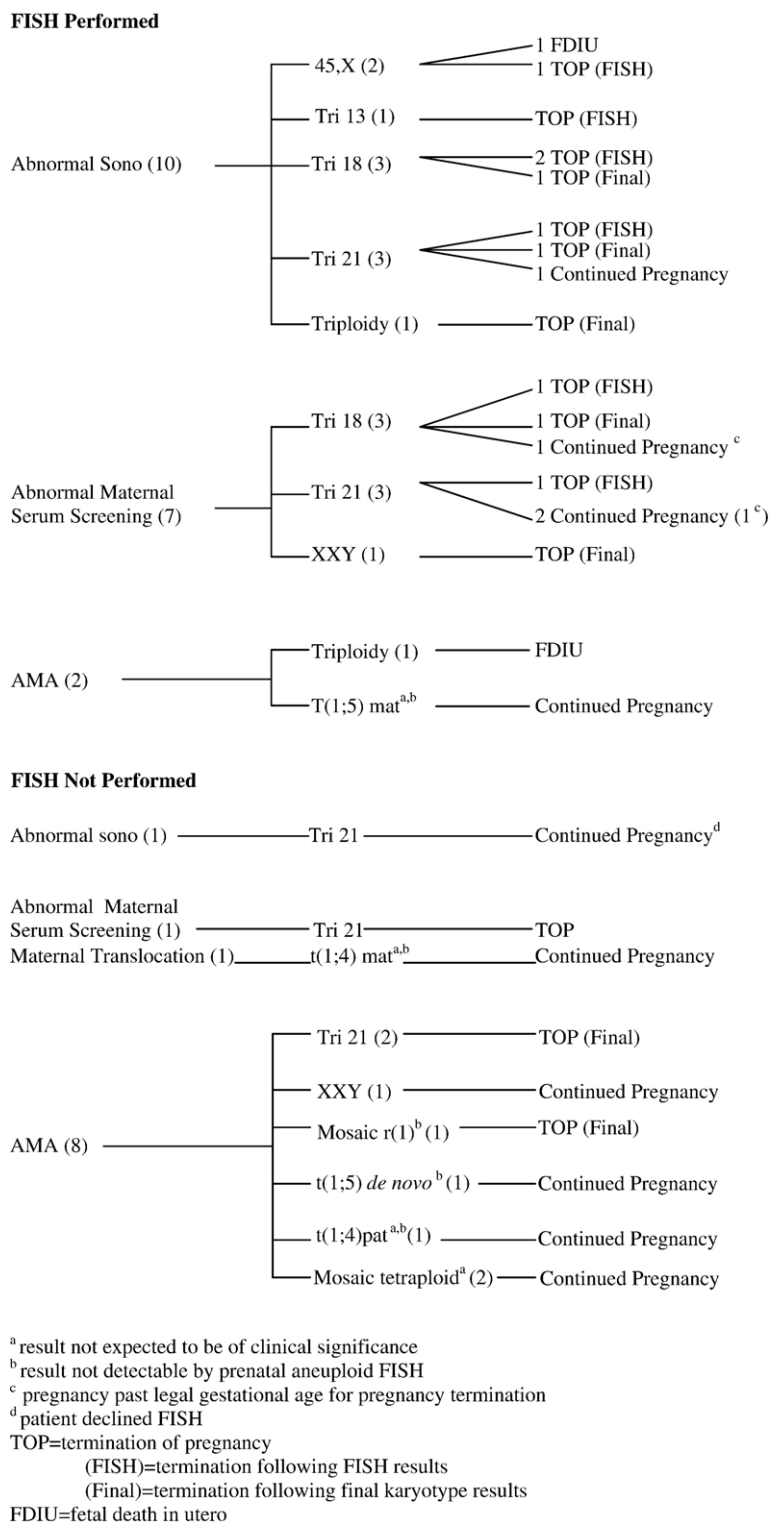 FISH Performed
45,X (2)
1 FDIU
1 TOP (FISH)
Tri 13 (1)
TOP (FISH)
Abnormal Sono (10)
Tri 18 (3)
2 TOP (FISH)
1 TOP (Final)
Tri 21 (3)
1 TOP (FISH)
1 TOP (Final)
1 Continued Pregnancy
Triploidy (1)
TOP (Final)
Abnormal Maternal
Serum Screening (7)
Tri 18 (3)
1 TOP (FISH)
1 TOP (Final)
1 Continued Pregnancy c
Tri 21 (3)
1 TOP (FISH)
2 Continued Pregnancy (1 c)
XXY (1)
TOP (Final)
AMA (2)
Triploidy (1)
FDIU
T(1;5) mat a,b
Continued Pregnancy
FISH Not Performed
Abnormal sono (1)
Tri 21
Continued Pregnancy d
Abnormal Maternal
Serum Screening (1)
Tri 21
TOP
Maternal Translocation (1)
t(1;4) mat a,b
Continued Pregnancy
AMA (8)
Tri 21 (2)
TOP (Final)
XXY (1)
Continued Pregnancy
Mosaic r(1) b (1)
TOP (Final)
t(1;5) de novo b (1)
Continued Pregnancy
t(1;4)pat a,b (1)
Continued Pregnancy
Mosaic tetraploid a (2)
Continued Pregnancy
a result not expected to be of clinical significance
b result not detectable by prenatal aneuploid FISH
c pregnancy past legal gestational age for pregnancy termination
d patient declined FISH
TOP=termination of pregnancy
(FISH)=termination following FISH results
(Final)=termination following final karyotype results
FDIU=fetal death in utero